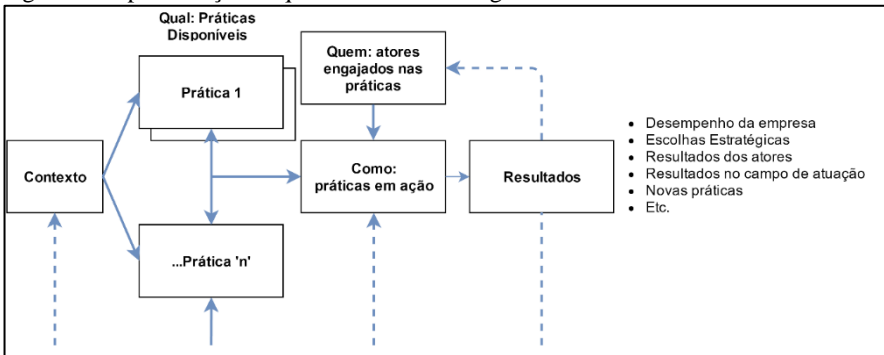 Qual: Práticas
Disponíveis
Prática 1
Quem: atores
engajados nas
práticas
Contexto
Como:
práticas em ação
Resultados
• Desempenho da empresa
• Escolhas Estratégicas
• Resultados dos atores
• Resultados no campo de atuação
• Novas práticas
• Etc.
...Prática 'n'